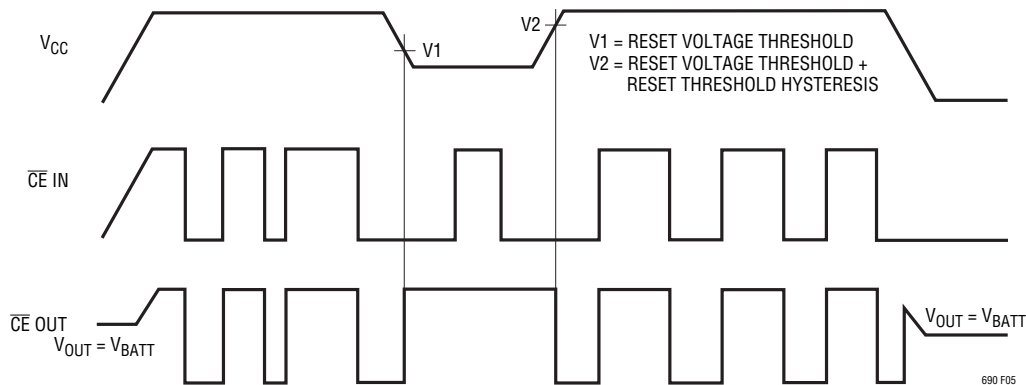 V2
V1 = RESET VOLTAGE THRESHOLD
V2 = RESET VOLTAGE THRESHOLD +
RESET THRESHOLD HYSTERESIS
VCC
V1
CE IN
CE OUT
VOUT = VBATT
VOUT = VBATT
690 F05